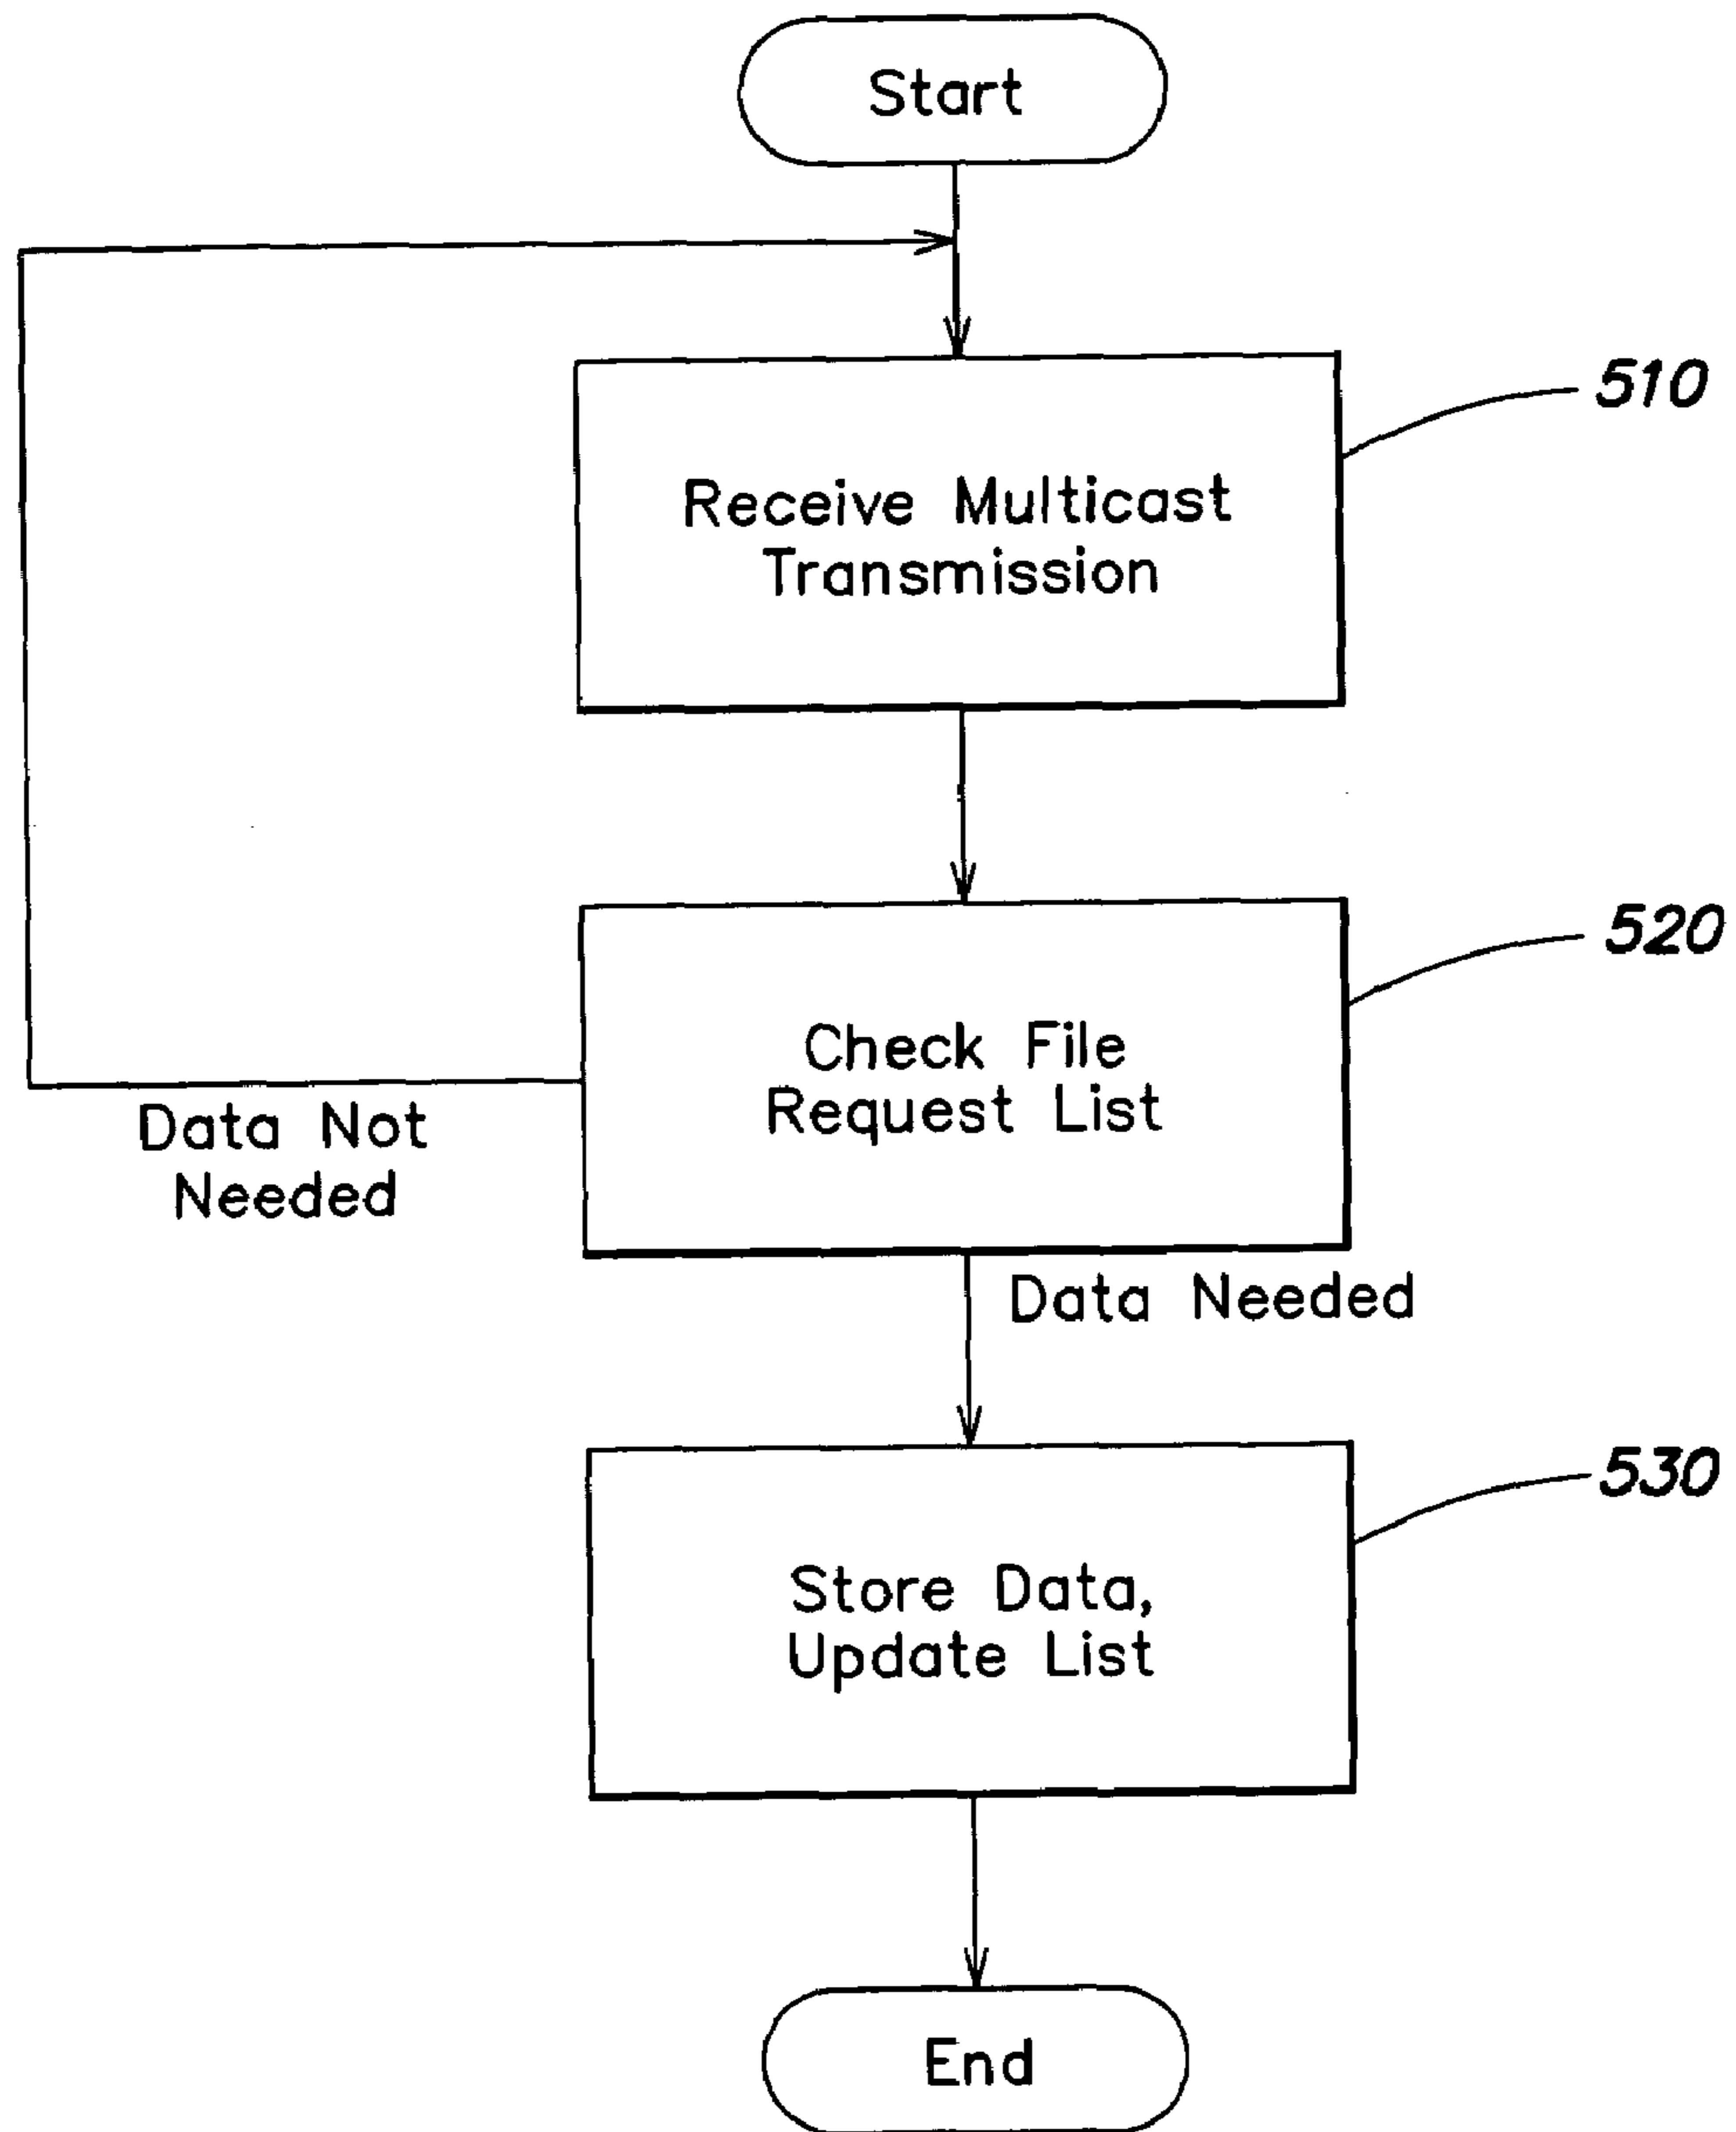 Start
510
Receive Multicast
Transmission
520
Check File
Request List
Data Not
Needed
Data Needed
530
Store Data,
Update List
End